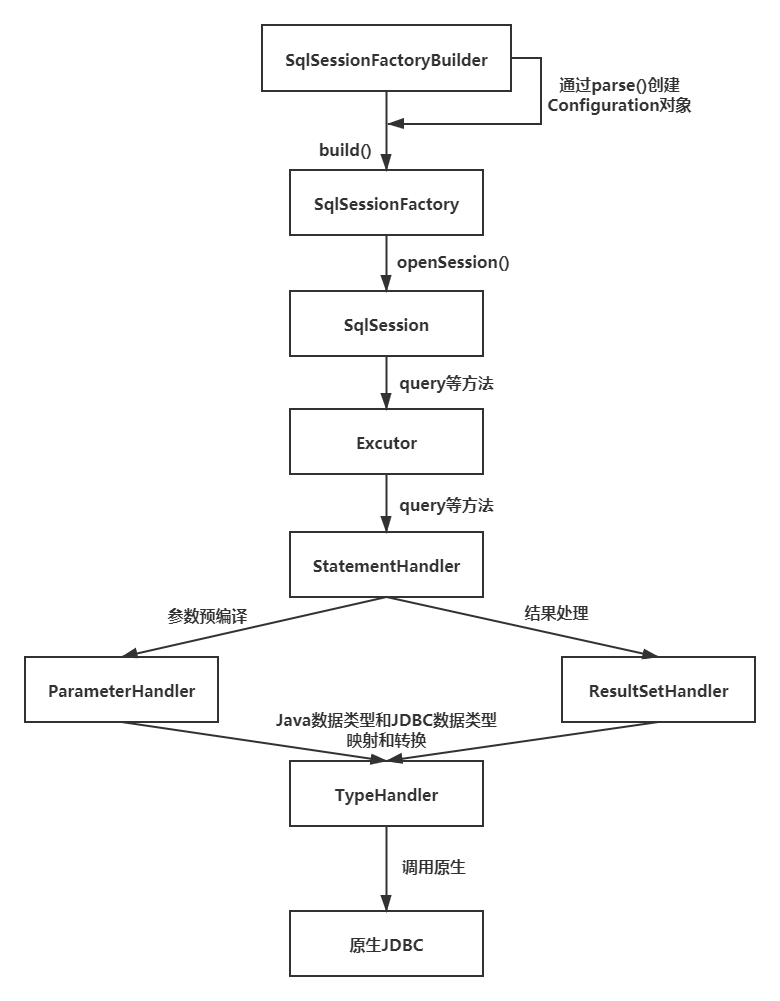 SqlSessionFactoryBuilder
通过parse()创建
Configuration对象
build()
SqlSessionFactory
openSession()
SqlSession
query等方法
Excutor
query等方法
StatementHandler
参数预编译
结果处理
ParameterHandler
ResultSetHandler
Java数据类型和JDBC数据类型
映射和转换
TypeHandler
调用原生
原生JDBC